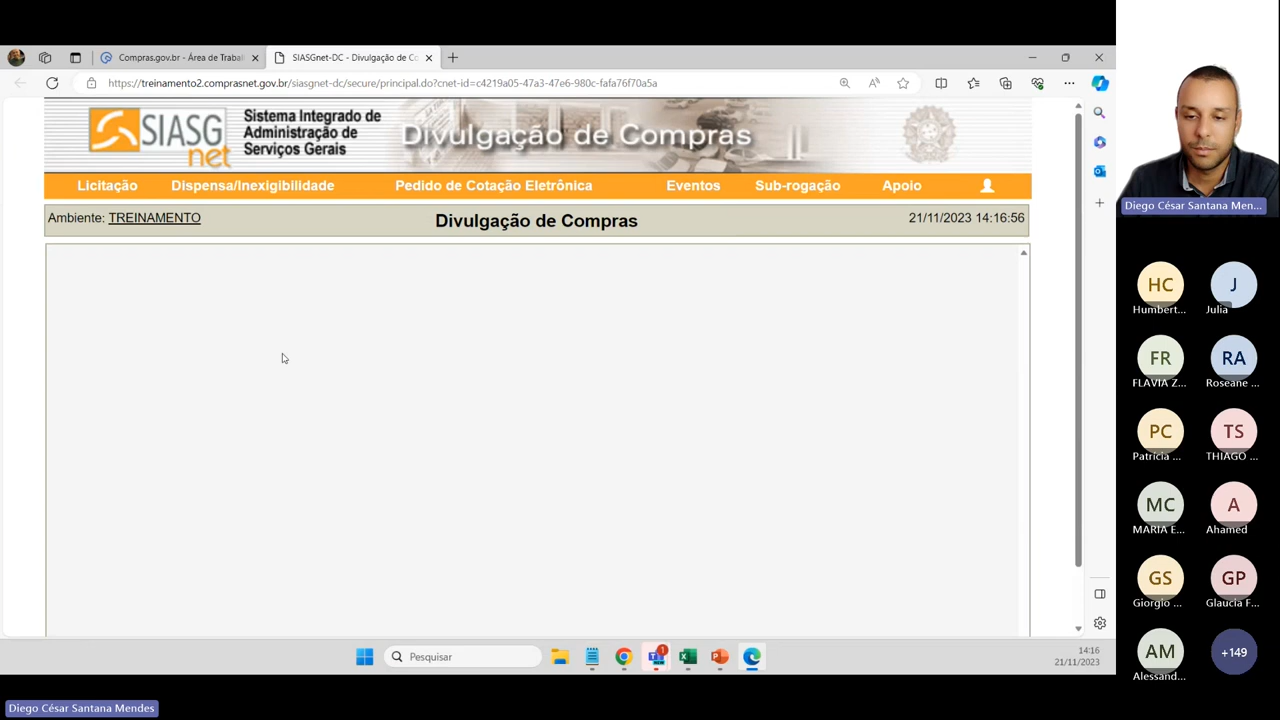 Compras.gov.br - Área de Trabal
SIASGnet-DC - Divulgação de Co
https://treinamento2.comprasnet.gov.br/siasgnet-dc/secure/principal.do?cnet-id=c4219a05-47a3-47e6-980c-fafa76f70a5a
SIASG
net
Sistema Integrado de
Administração de
Serviços Gerais
Divulgação de Compras
Licitação Dispensa/Inexigibilidade Pedido de Cotação Eletrônica Eventos Sub-rogação Apoio
Ambiente: TREINAMENTO
Divulgação de Compras
21/11/2023 14:16:56
Pesquisar
1
14:16
21/11/2023
Diego César Santana Mendes
Diego César Santana Men...
HC
Humbert...
J
Julia
FR
FLAVIA Z...
RA
Roseane ...
PC
Patricia ...
TS
THIAGO ...
MC
MARIA E...
A
Ahamed
GS
Giorgio ...
GP
Glaucia F...
AM
Alessand...
+149